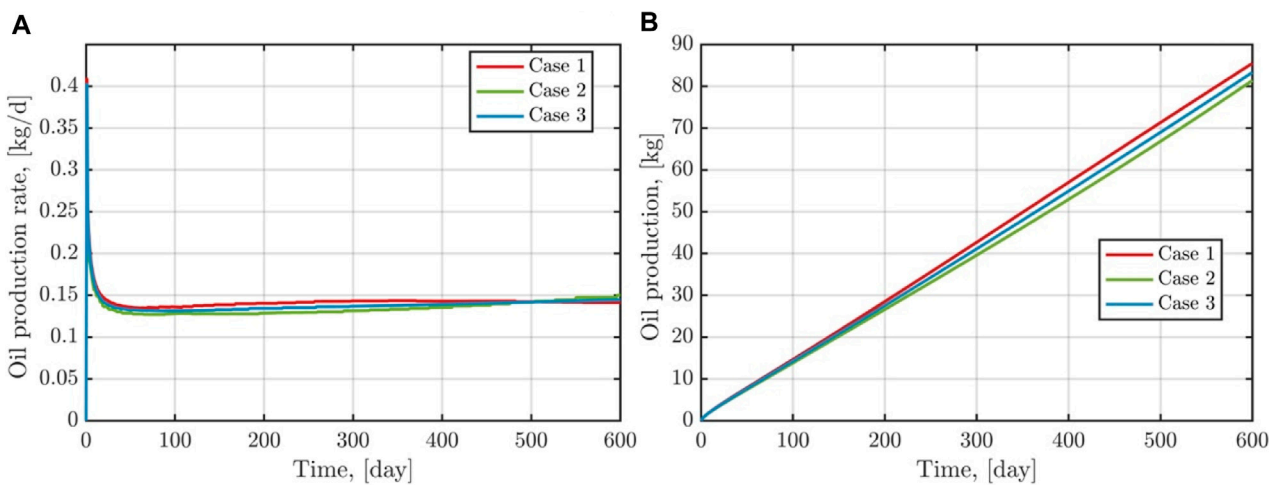 A
Oil production rate, [kg/d]
0.4
0.35
0.3
0.25
0.2
0.15
0.1
0.05
0
0 100 200 300 400 500 600
Time, [day]
Case 1
Case 2
Case 3
B
Oil production, [kg]
90
80
70
60
50
40
30
20
10
0
0 100 200 300 400 500 600
Time, [day]
Case 1
Case 2
Case 3